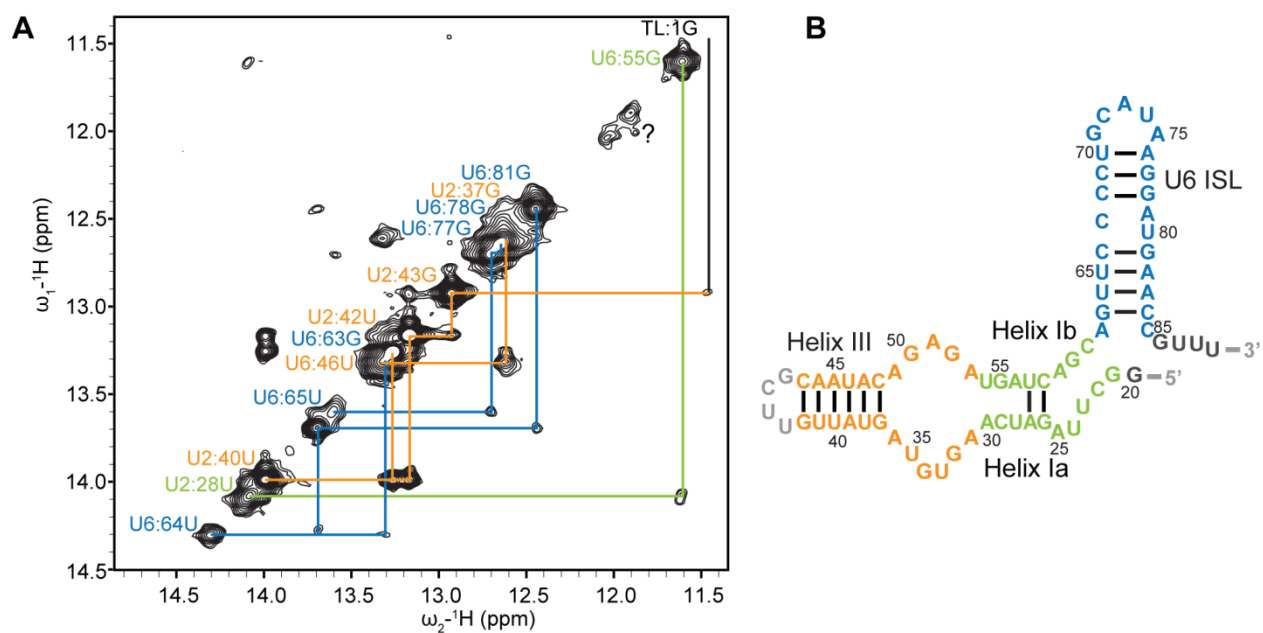 A
B
TL:1G
U6:55G
?
U6:81G
U2:37G
U6:78G
U6:77G
U2:43G
U2:42U
U6:63G
U6:46U
U6:65U
U2:40U
U2:28U
U6:64U
11.5
12.0
12.5
13.0
13.5
14.0
14.5
ω1-1H (ppm)
14.5 14.0 13.5 13.0 12.5 12.0 11.5
ω2-1H (ppm)
A
C U
G A 75
70 U A
C G
C G U6 ISL
C A
U 80
C G
65 U A
U A
G C
A C 85
G U U U – 3'
Helix III
45
50
55
Helix Ib
G C A A U A C A G A G A U G A U C A G C
C U U G U U A U G A U G U G A A C U A G A U U C G G – 5'
40
35
30
25
20
Helix Ia